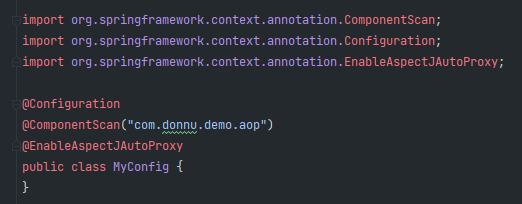 import org.springframework.context.annotation.ComponentScan;
import org.springframework.context.annotation.Configuration;
import org.springframework.context.annotation.EnableAspectJAutoProxy;
@Configuration
@ComponentScan("com.donnu.demo.aop")
@EnableAspectJAutoProxy
public class MyConfig {
}